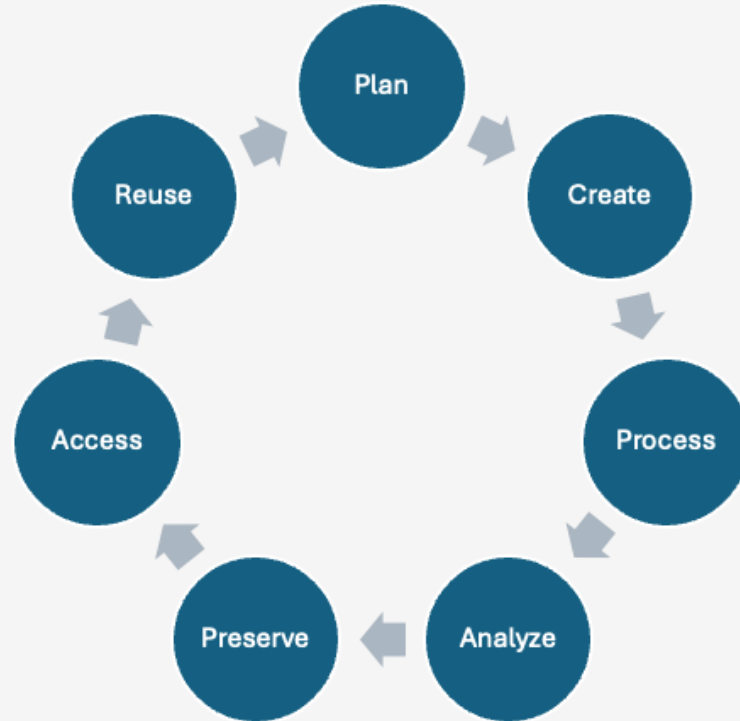 Plan
Create
Process
Analyze
Preserve
Access
Reuse